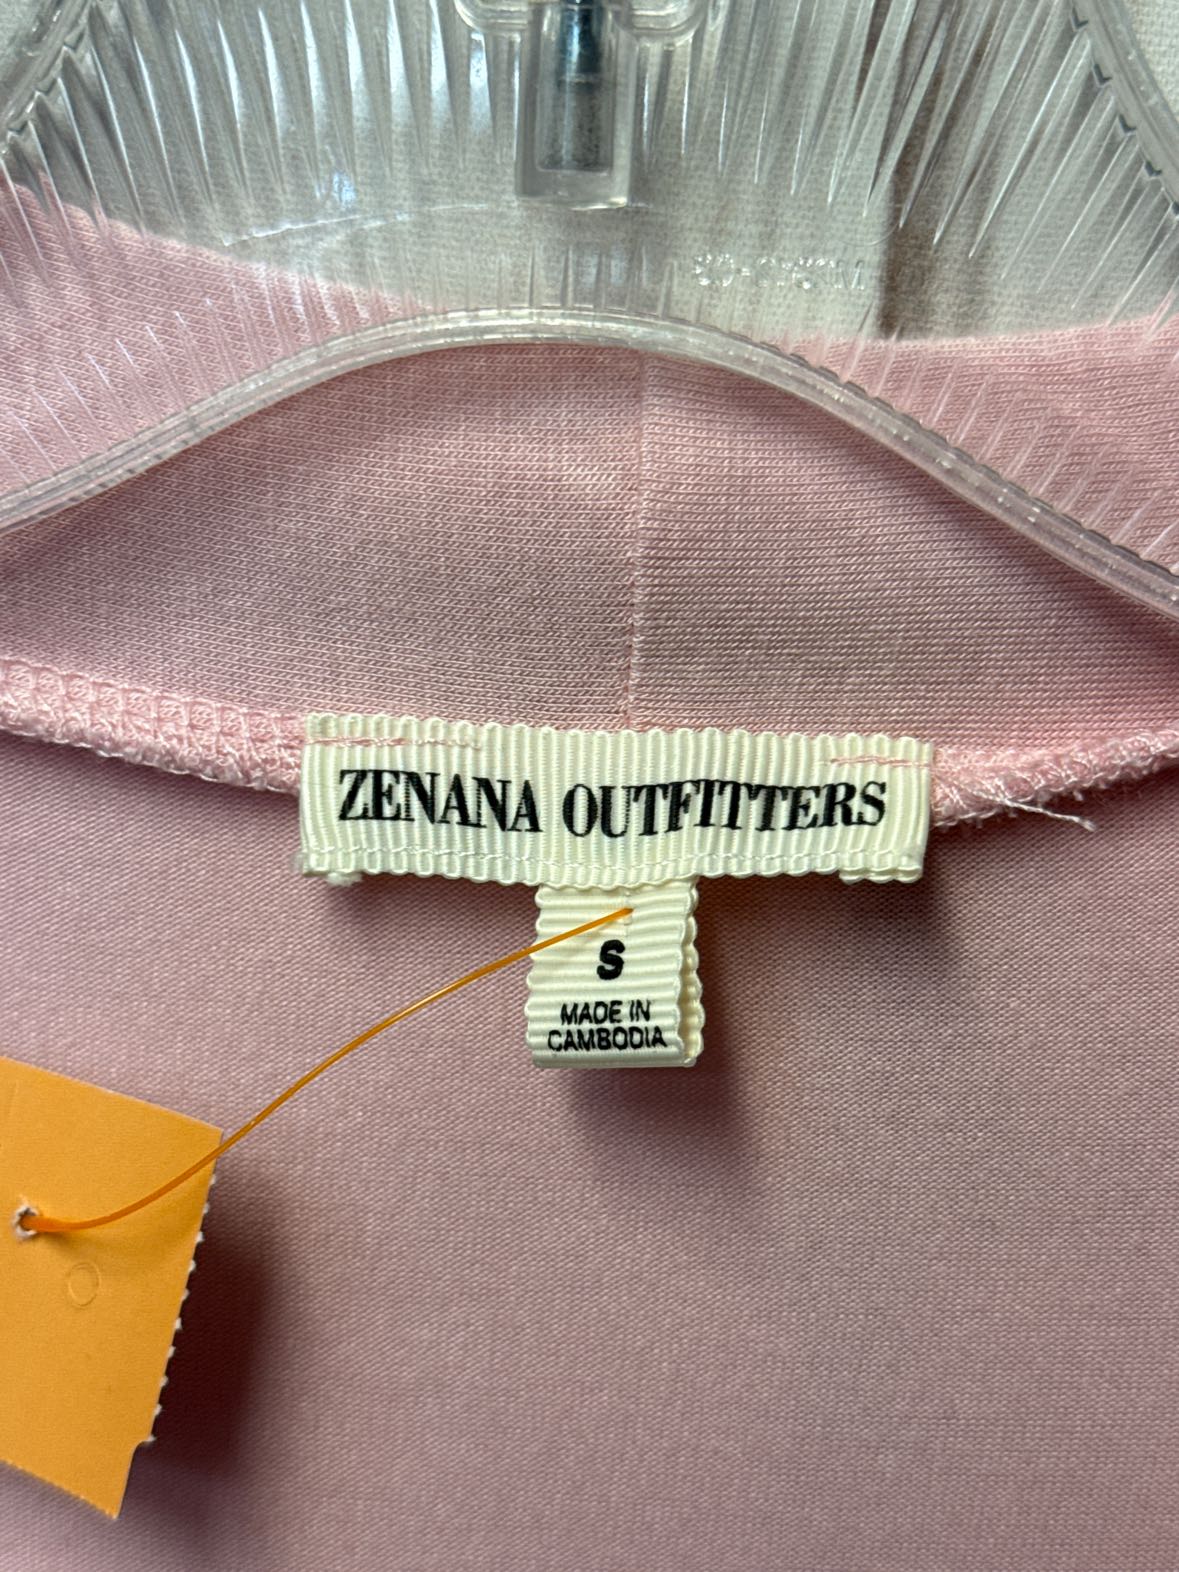 ZENANA OUTFITTERS
S
MADE IN
CAMBODIA